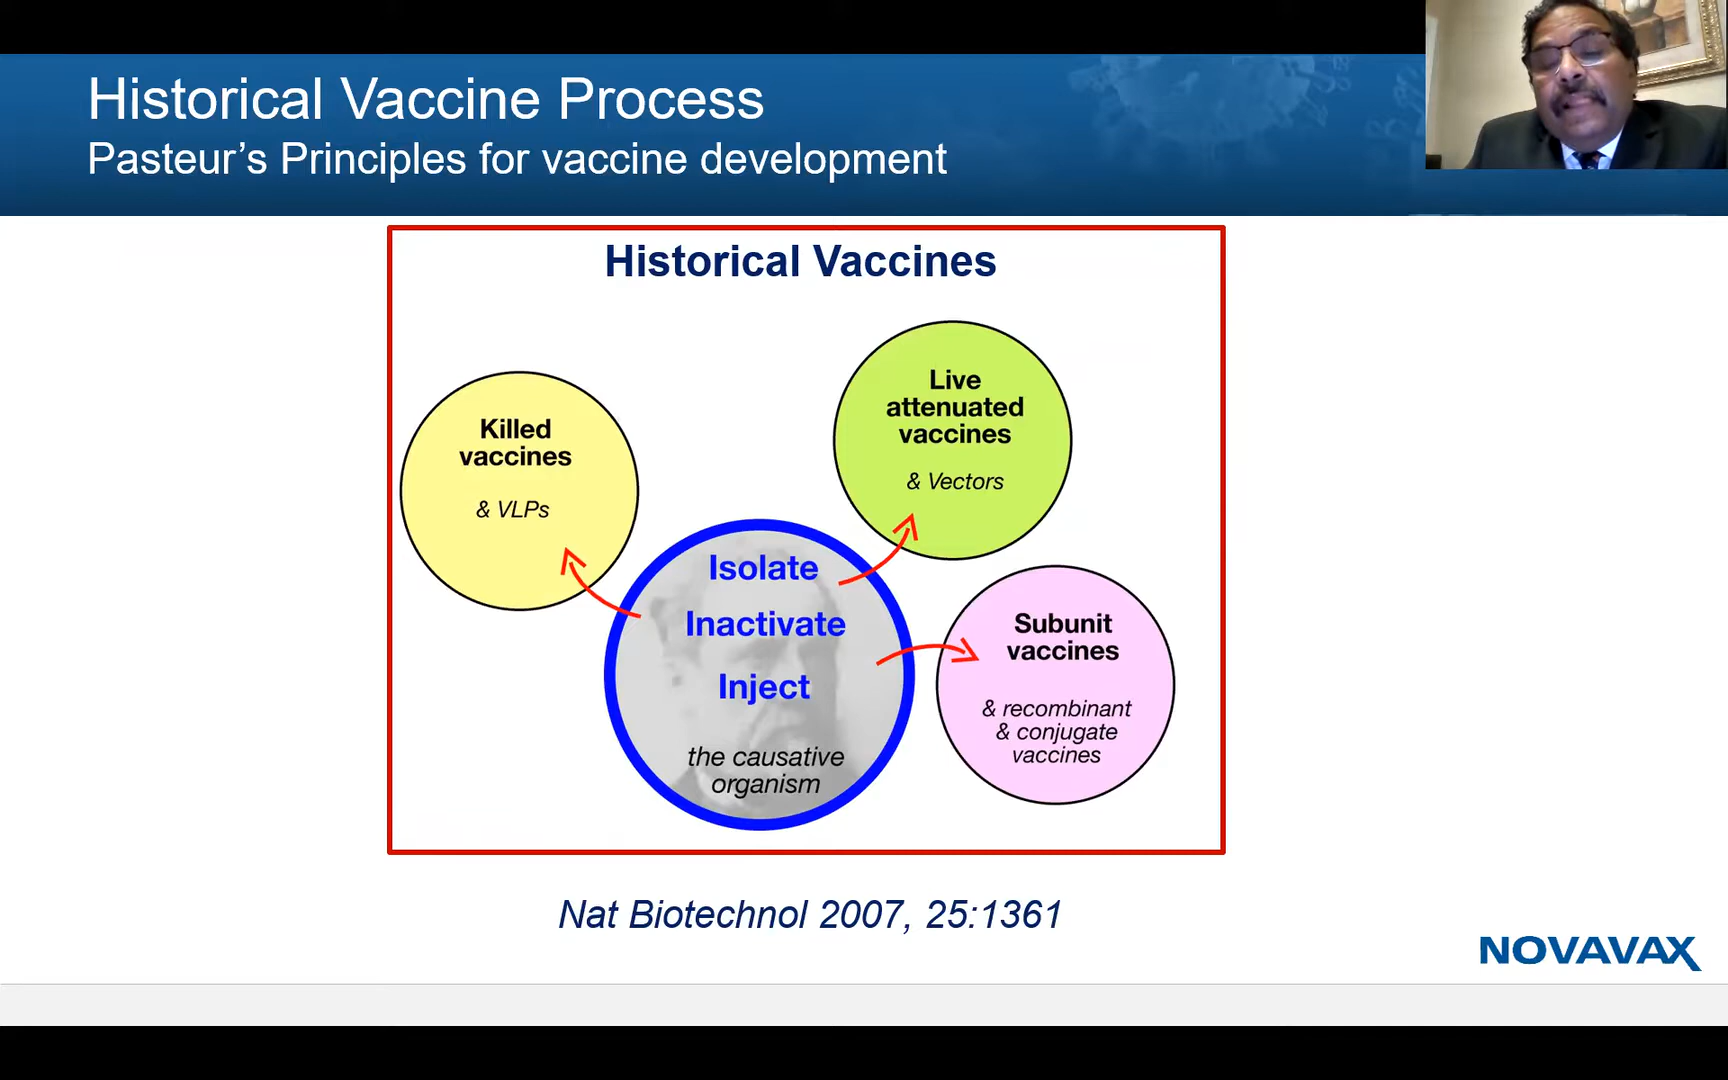 Historical Vaccine Process
Pasteur’s Principles for vaccine development
Historical Vaccines
Killed
vaccines
& VLPs
Live
attenuated
vaccines
& Vectors
Isolate
Inactivate
Inject
the causative
organism
Subunit
vaccines
& recombinant
& conjugate
vaccines
Nat Biotechnol 2007, 25:1361
NOVAVAX